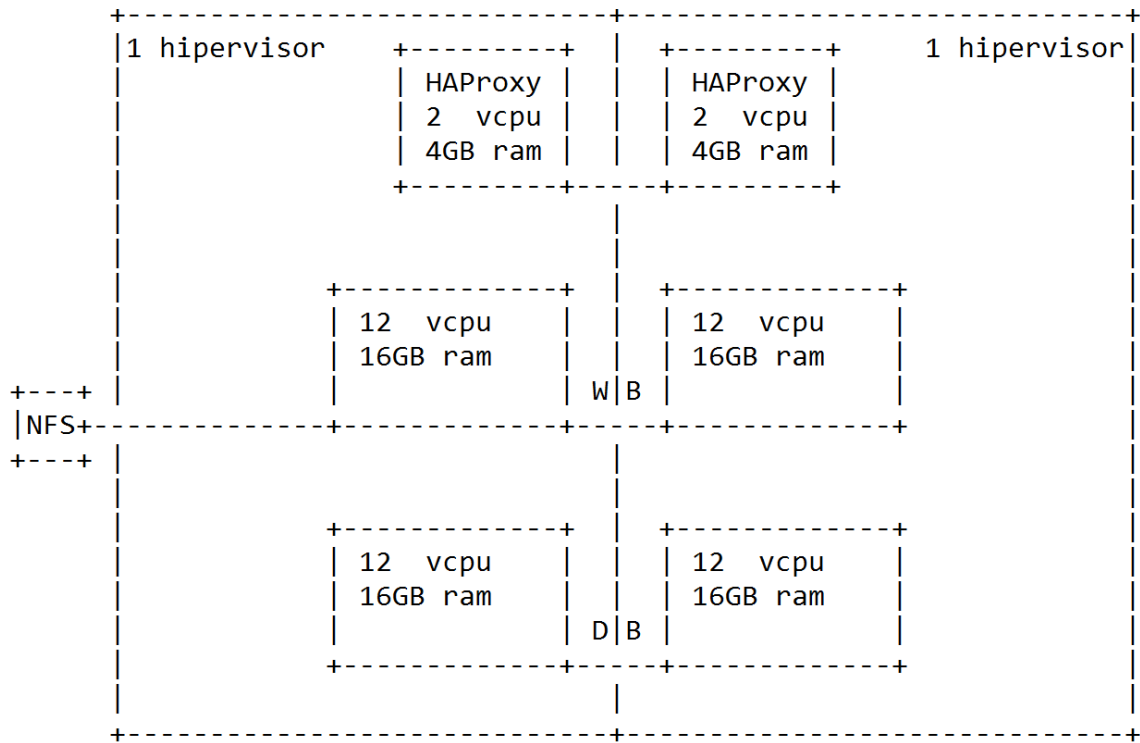 1 hipervisor 1 hipervisor
HAProxy HAProxy
2 vcpu 2 vcpu
4GB ram 4GB ram
12 vcpu 12 vcpu
16GB ram 16GB ram
W|B
NFS
12 vcpu 12 vcpu
16GB ram 16GB ram
D|B